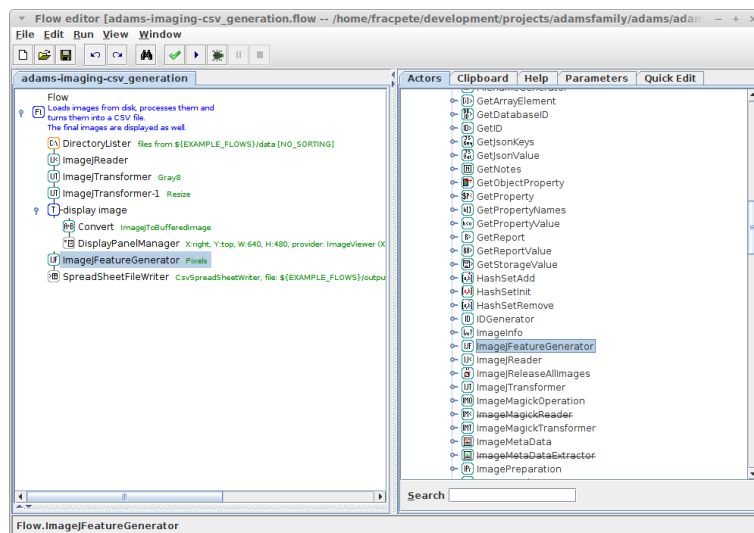 Flow editor [adams-imaging-csv_generation.flow -- /home/fracpete/development/projects/adamsfamily/adams/adam
File Edit Run View Window
adams-imaging-csv_generation
Flow
Loads images from disk, processes them and
turns them into a CSV file.
The final images are displayed as well.
DirectoryLister files from ${EXAMPLE_FLOWS}/data [NO_SORTING]
ImageJReader
ImageJTransformer Gray8
ImageJTransformer-1 Resize
display image
Convert ImageJToBufferedImage
DisplayPanelManager X:right, Y:top, W:640, H:480, provider: ImageViewer (X
ImageJFeatureGenerator Pixels
SpreadSheetFileWriter CsvSpreadSheetWriter, file: ${EXAMPLE_FLOWS}/outpu
Actors Clipboard Help Parameters Quick Edit
GetArrayElement
GetDatabaseID
GetID
GetJsonKeys
GetJsonValue
GetNotes
GetObjectProperty
GetProperty
GetPropertyNames
GetPropertyValue
GetReport
GetReportValue
GetStorageValue
HashSetAdd
HashSetInit
HashSetRemove
IDGenerator
ImageInfo
ImageJFeatureGenerator
ImageJReader
ImageJReleaseAllImages
ImageJTransformer
ImageMagickOperation
ImageMagickReader
ImageMagickTransformer
ImageMetaData
ImageMetaDataExtractor
ImagePreparation
Search
Flow.ImageJFeatureGenerator